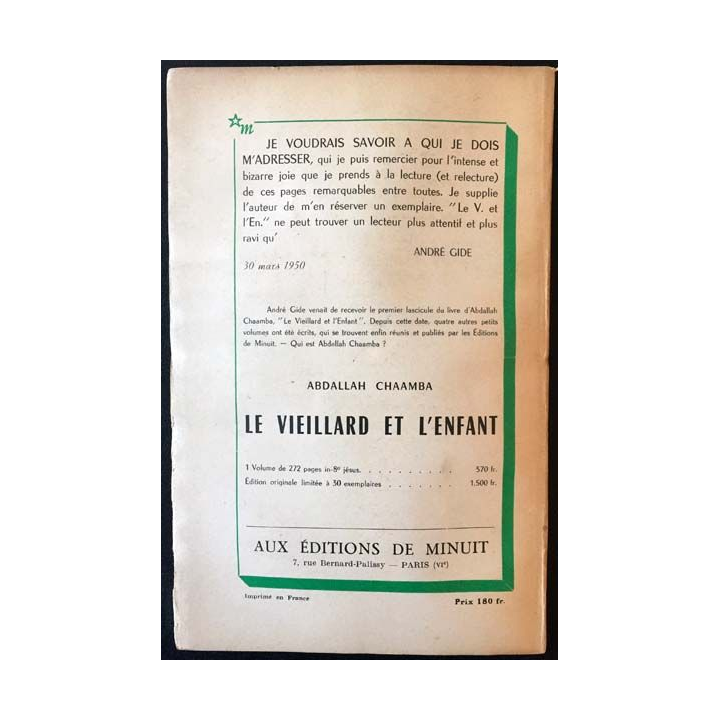 m
JE VOUDRAIS SAVOIR A QUI JE DOIS
M'ADRESSER, qui je puis remercier pour l'intense et
bizarre joie que je prends à la lecture (et relecture)
de ces pages remarquables entre toutes. Je supplie
l'auteur de m'en réserver un exemplaire. "Le V. et
l'En." ne peut trouver un lecteur plus attentif et plus
ravi qu'
ANDRÉ GIDE
30 mars 1950
André Gide venait de recevoir le premier fascicule du livre d'Abdallah
Chaamba, "Le Vieillard et l'Enfant". Depuis cette date, quatre autres petits
volumes ont été écrits, qui se trouvent enfin réunis et publiés par les Éditions
de Minuit. — Qui est Abdallah Chaamba ?
ABDALLAH CHAAMBA
LE VIEILLARD ET L'ENFANT
1 Volume de 272 pages in-8º jésus. . . . . . . . . . 570 fr.
Édition originale limitée à 30 exemplaires . . . . . . . 1.500 fr.
AUX ÉDITIONS DE MINUIT
7, rue Bernard-Palissy — PARIS (VIe)
Imprimé en France
Prix 180 fr.